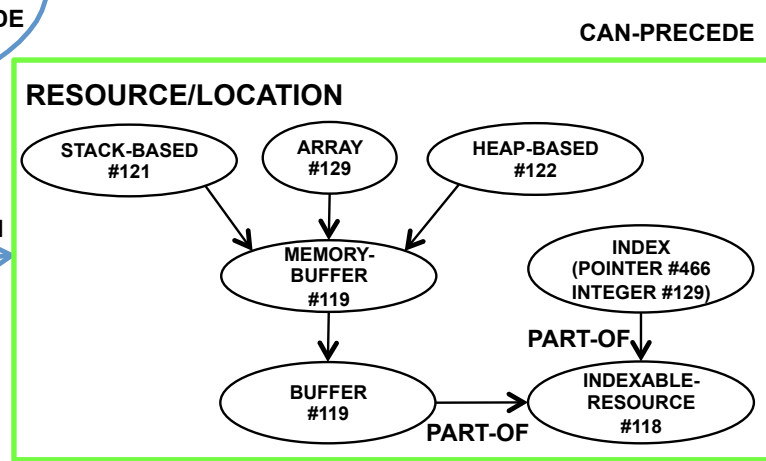 DE
CAN-PRECEDE
RESOURCE/LOCATION
STACK-BASED
#121
ARRAY
#129
HEAP-BASED
#122
MEMORY-
BUFFER
#119
INDEX
(POINTER #466
INTEGER #129)
PART-OF
BUFFER
#119
PART-OF
INDEXABLE-
RESOURCE
#118